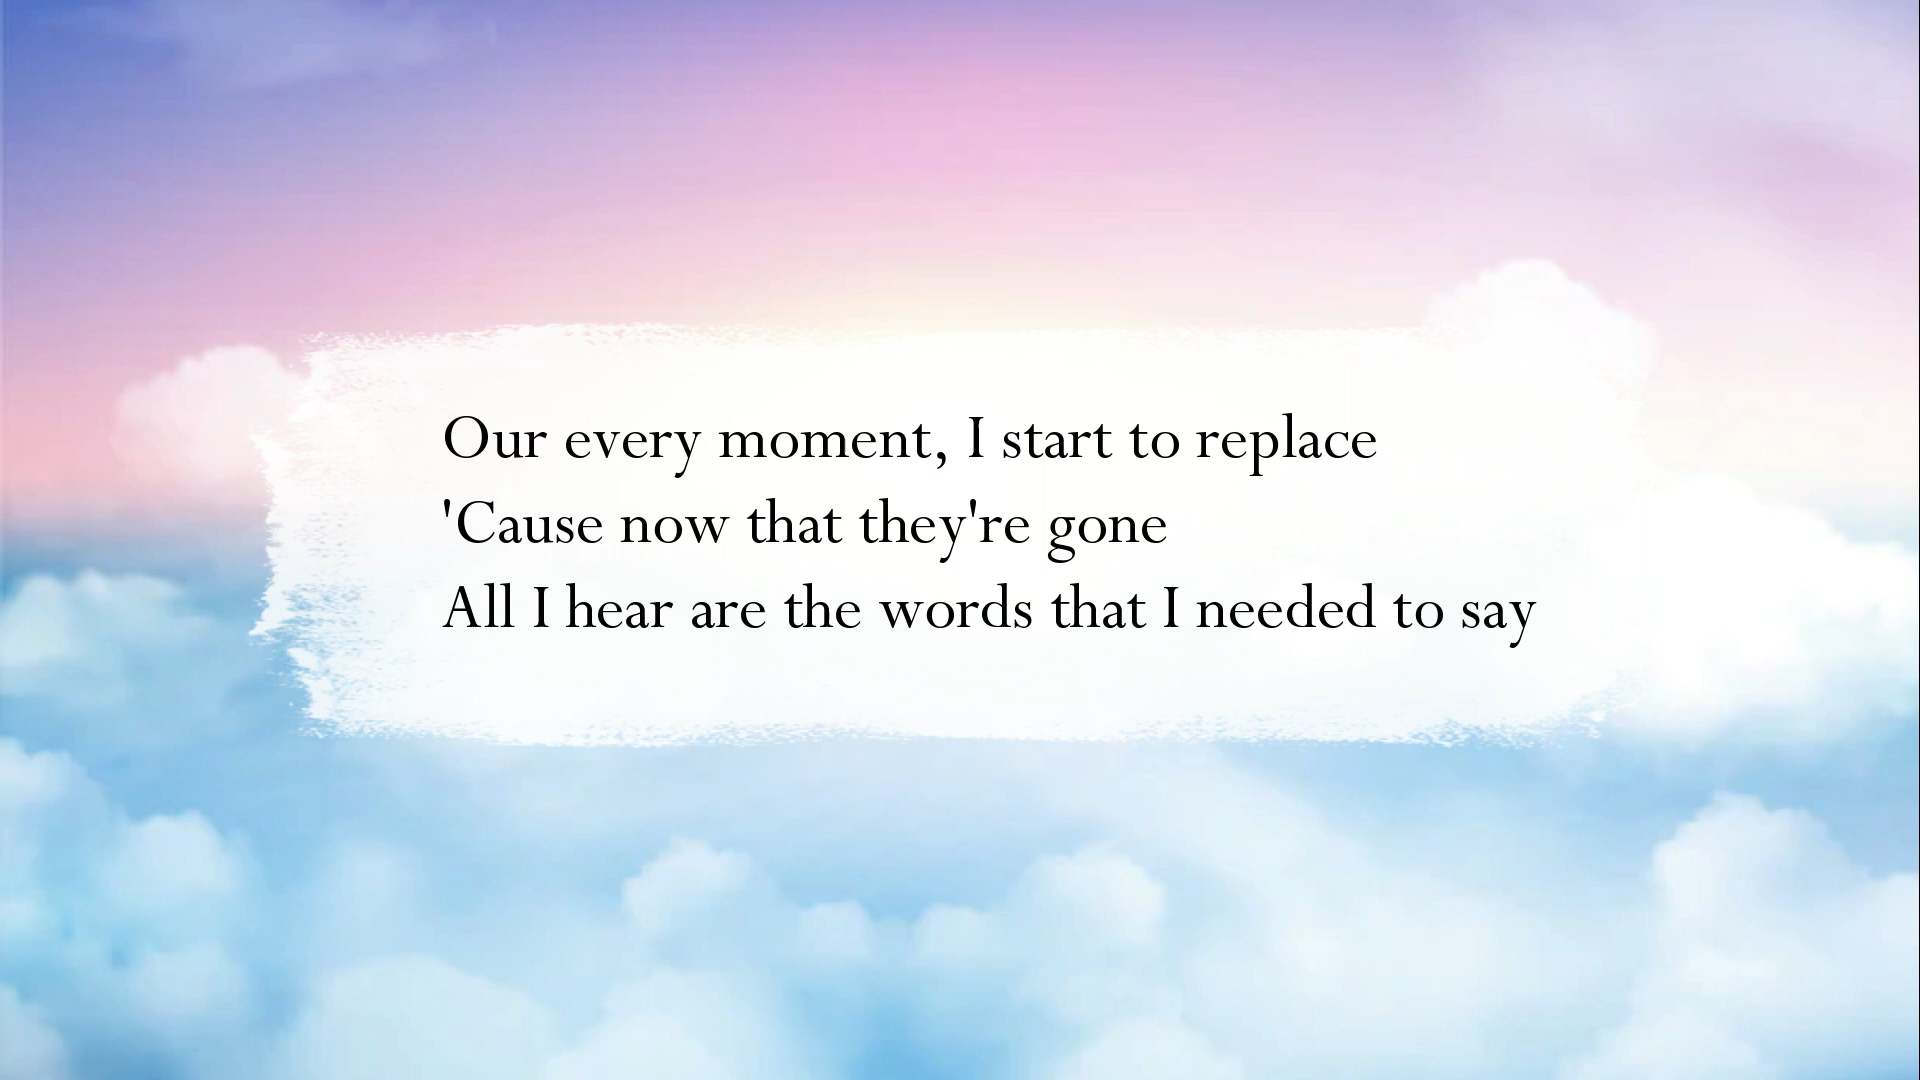 Our every moment, I start to replace
'Cause now that they're gone
All I hear are the words that I needed to say